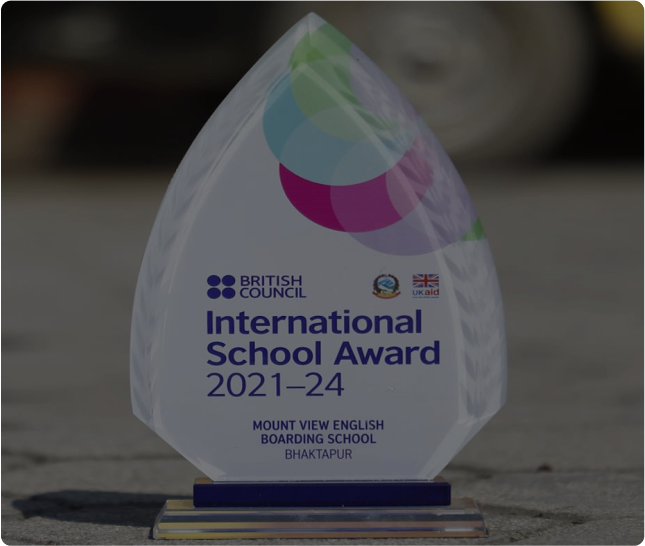 BRITISH
COUNCIL
UKaid
International
School Award
2021–24
MOUNT VIEW ENGLISH
BOARDING SCHOOL
BHAKTAPUR